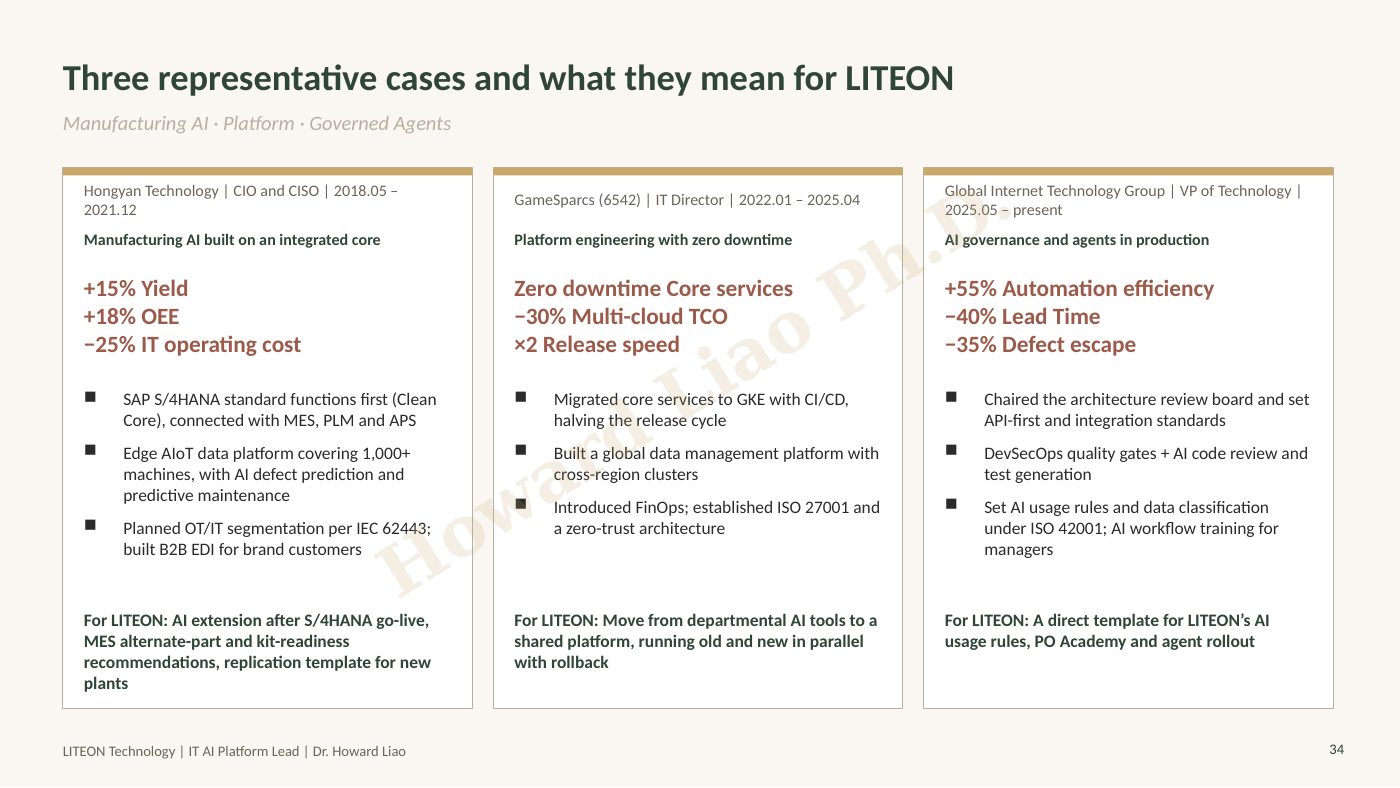 Three representative cases and what they mean for LITEON
Manufacturing AI · Platform · Governed Agents
Hongyan Technology | CIO and CISO | 2018.05 –
2021.12
Manufacturing AI built on an integrated core
+15% Yield
+18% OEE
−25% IT operating cost
■ SAP S/4HANA standard functions first (Clean
Core), connected with MES, PLM and APS
■ Edge AIoT data platform covering 1,000+
machines, with AI defect prediction and
predictive maintenance
■ Planned OT/IT segmentation per IEC 62443;
built B2B EDI for brand customers
For LITEON: AI extension after S/4HANA go-live,
MES alternate-part and kit-readiness
recommendations, replication template for new
plants
GameSparcs (6542) | IT Director | 2022.01 – 2025.04
Platform engineering with zero downtime
Zero downtime Core services
−30% Multi-cloud TCO
×2 Release speed
■ Migrated core services to GKE with CI/CD,
halving the release cycle
■ Built a global data management platform with
cross-region clusters
■ Introduced FinOps; established ISO 27001 and
a zero-trust architecture
For LITEON: Move from departmental AI tools to a
shared platform, running old and new in parallel
with rollback
Global Internet Technology Group | VP of Technology |
2025.05 – present
AI governance and agents in production
+55% Automation efficiency
−40% Lead Time
−35% Defect escape
■ Chaired the architecture review board and set
API-first and integration standards
■ DevSecOps quality gates + AI code review and
test generation
■ Set AI usage rules and data classification
under ISO 42001; AI workflow training for
managers
For LITEON: A direct template for LITEON’s AI
usage rules, PO Academy and agent rollout
Howard Liao Ph.D.
LITEON Technology | IT AI Platform Lead | Dr. Howard Liao
34